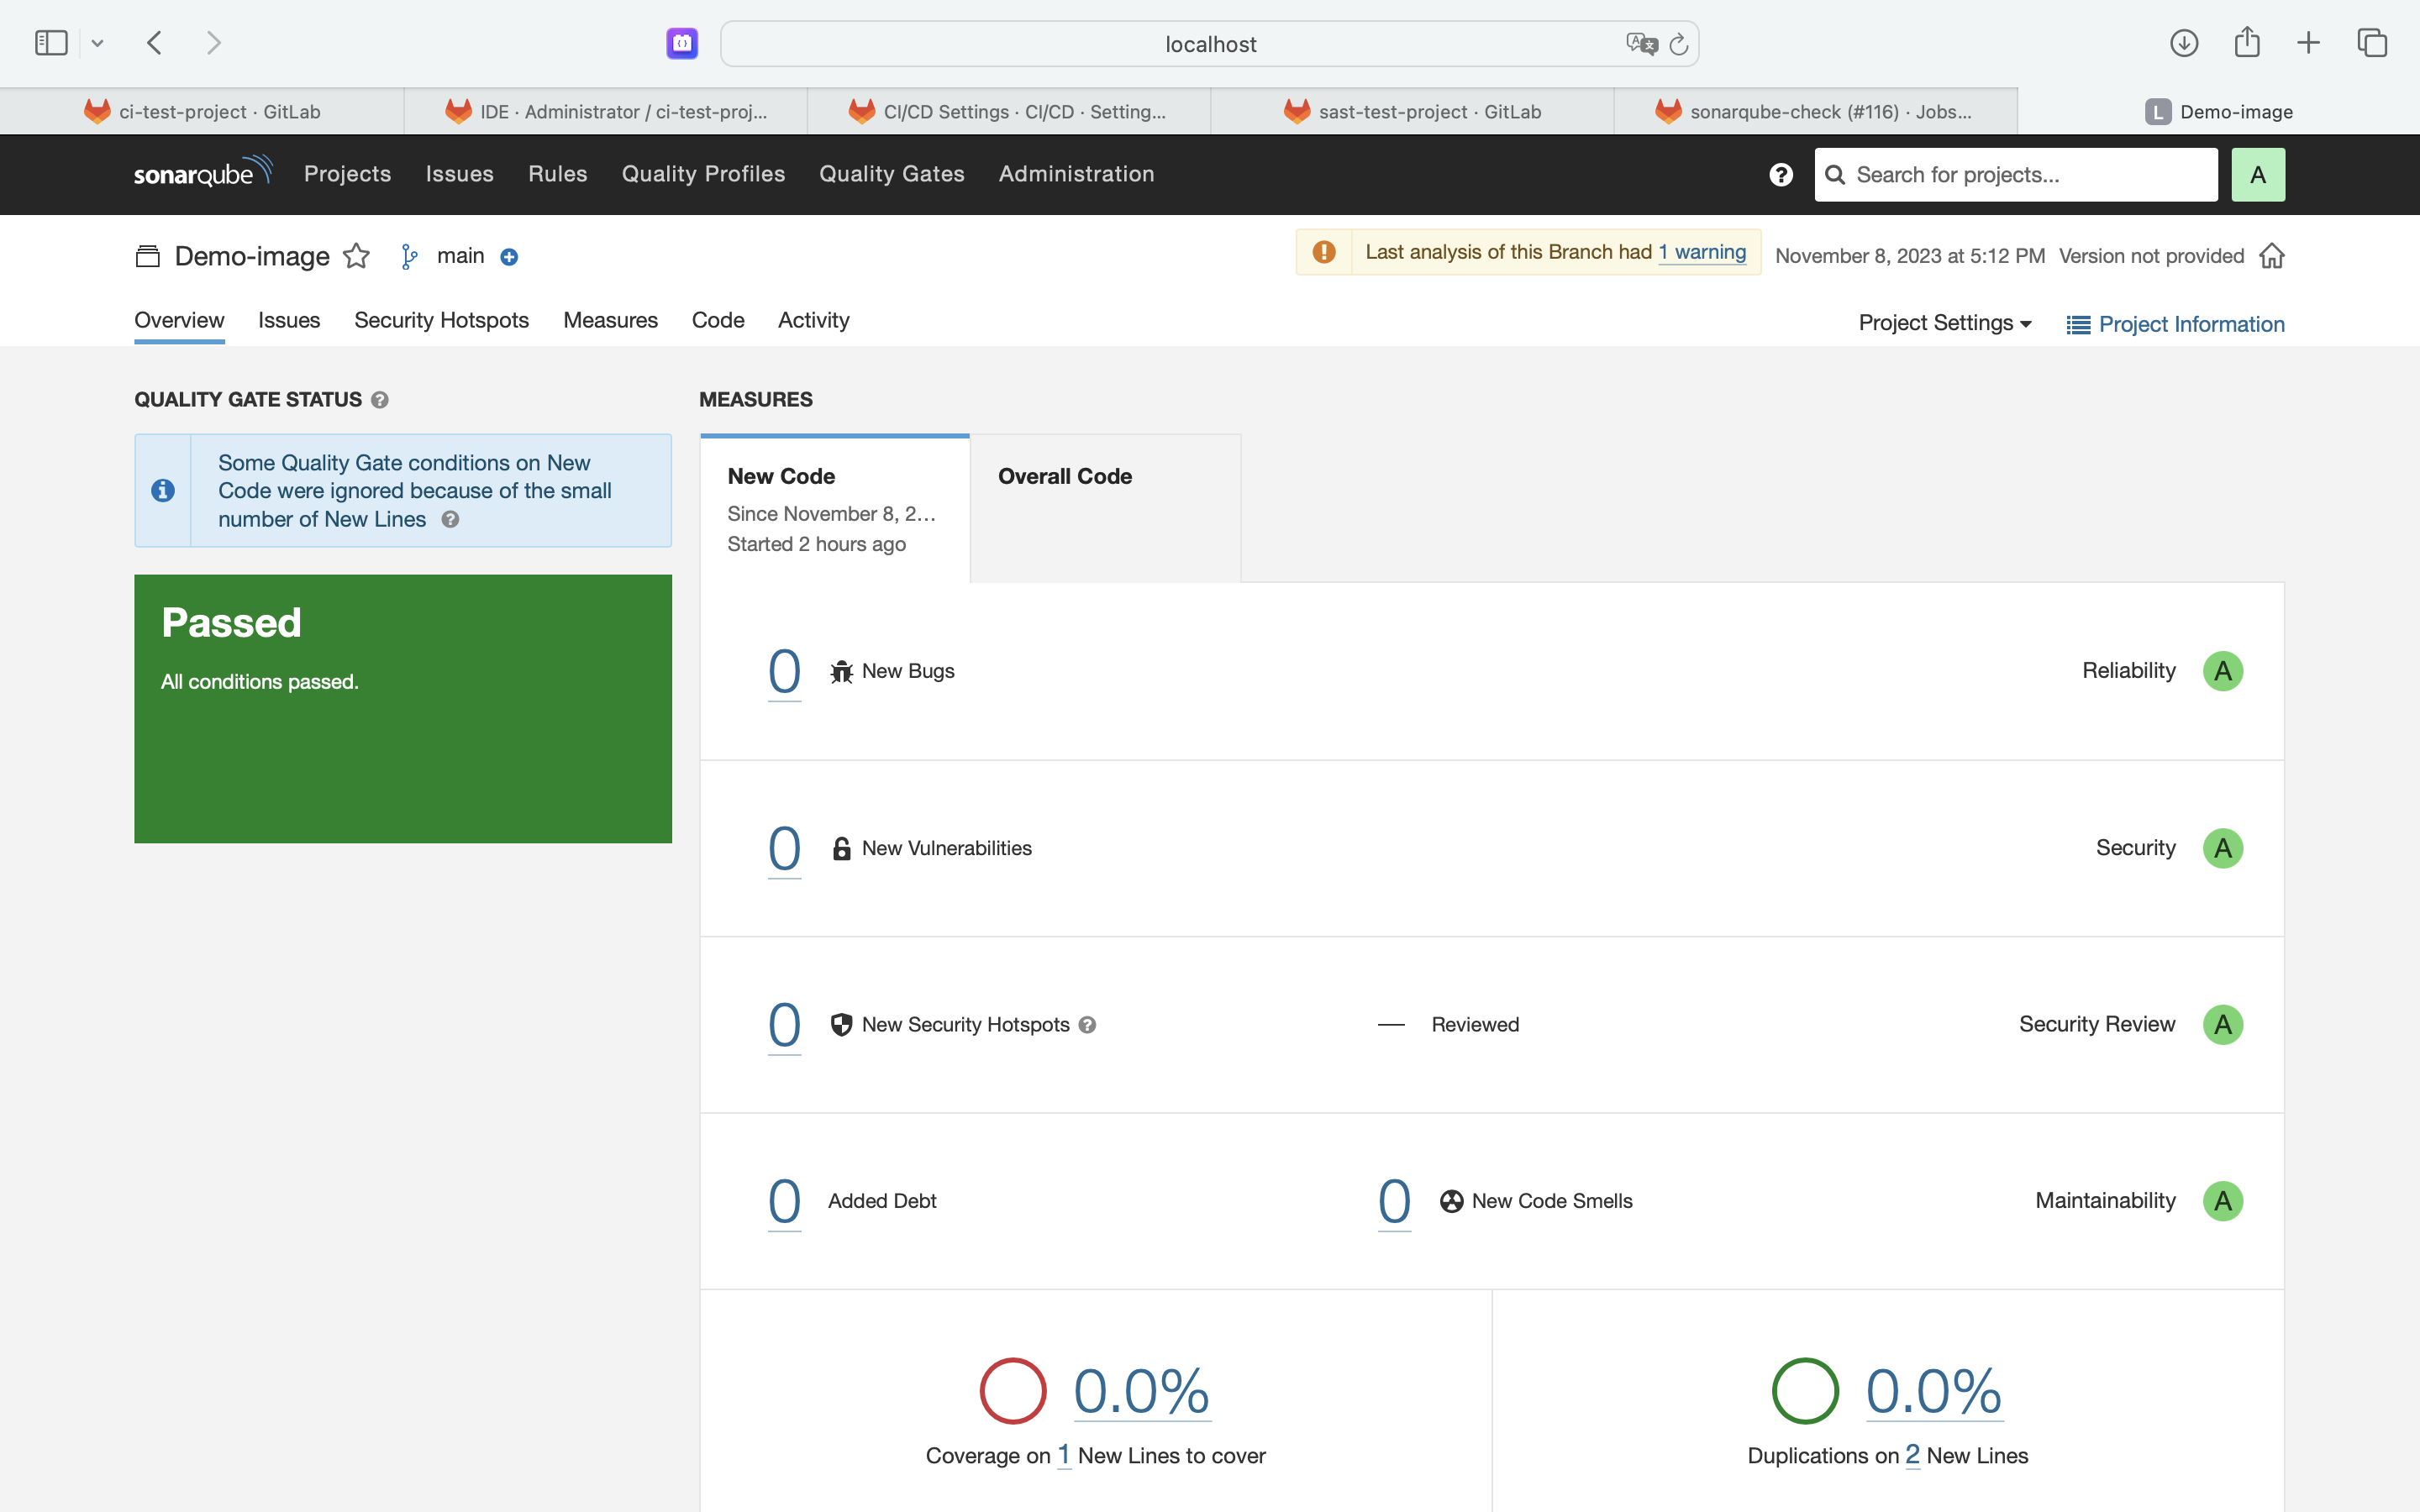 localhost
ci-test-project · GitLab
IDE · Administrator / ci-test-proj...
CI/CD Settings · CI/CD · Setting...
sast-test-project · GitLab
sonarqube-check (#116) · Jobs...
L Demo-image
sonarqube Projects Issues Rules Quality Profiles Quality Gates Administration
? Search for projects... A
Demo-image main
Last analysis of this Branch had 1 warning
November 8, 2023 at 5:12 PM Version not provided
Overview Issues Security Hotspots Measures Code Activity
Project Settings Project Information
QUALITY GATE STATUS ?
Some Quality Gate conditions on New
Code were ignored because of the small
number of New Lines ?
Passed
All conditions passed.
MEASURES
New Code
Since November 8, 2...
Started 2 hours ago
Overall Code
0 New Bugs Reliability A
0 New Vulnerabilities Security A
0 New Security Hotspots ? — Reviewed Security Review A
0 Added Debt 0 New Code Smells Maintainability A
0.0%
Coverage on 1 New Lines to cover
0.0%
Duplications on 2 New Lines